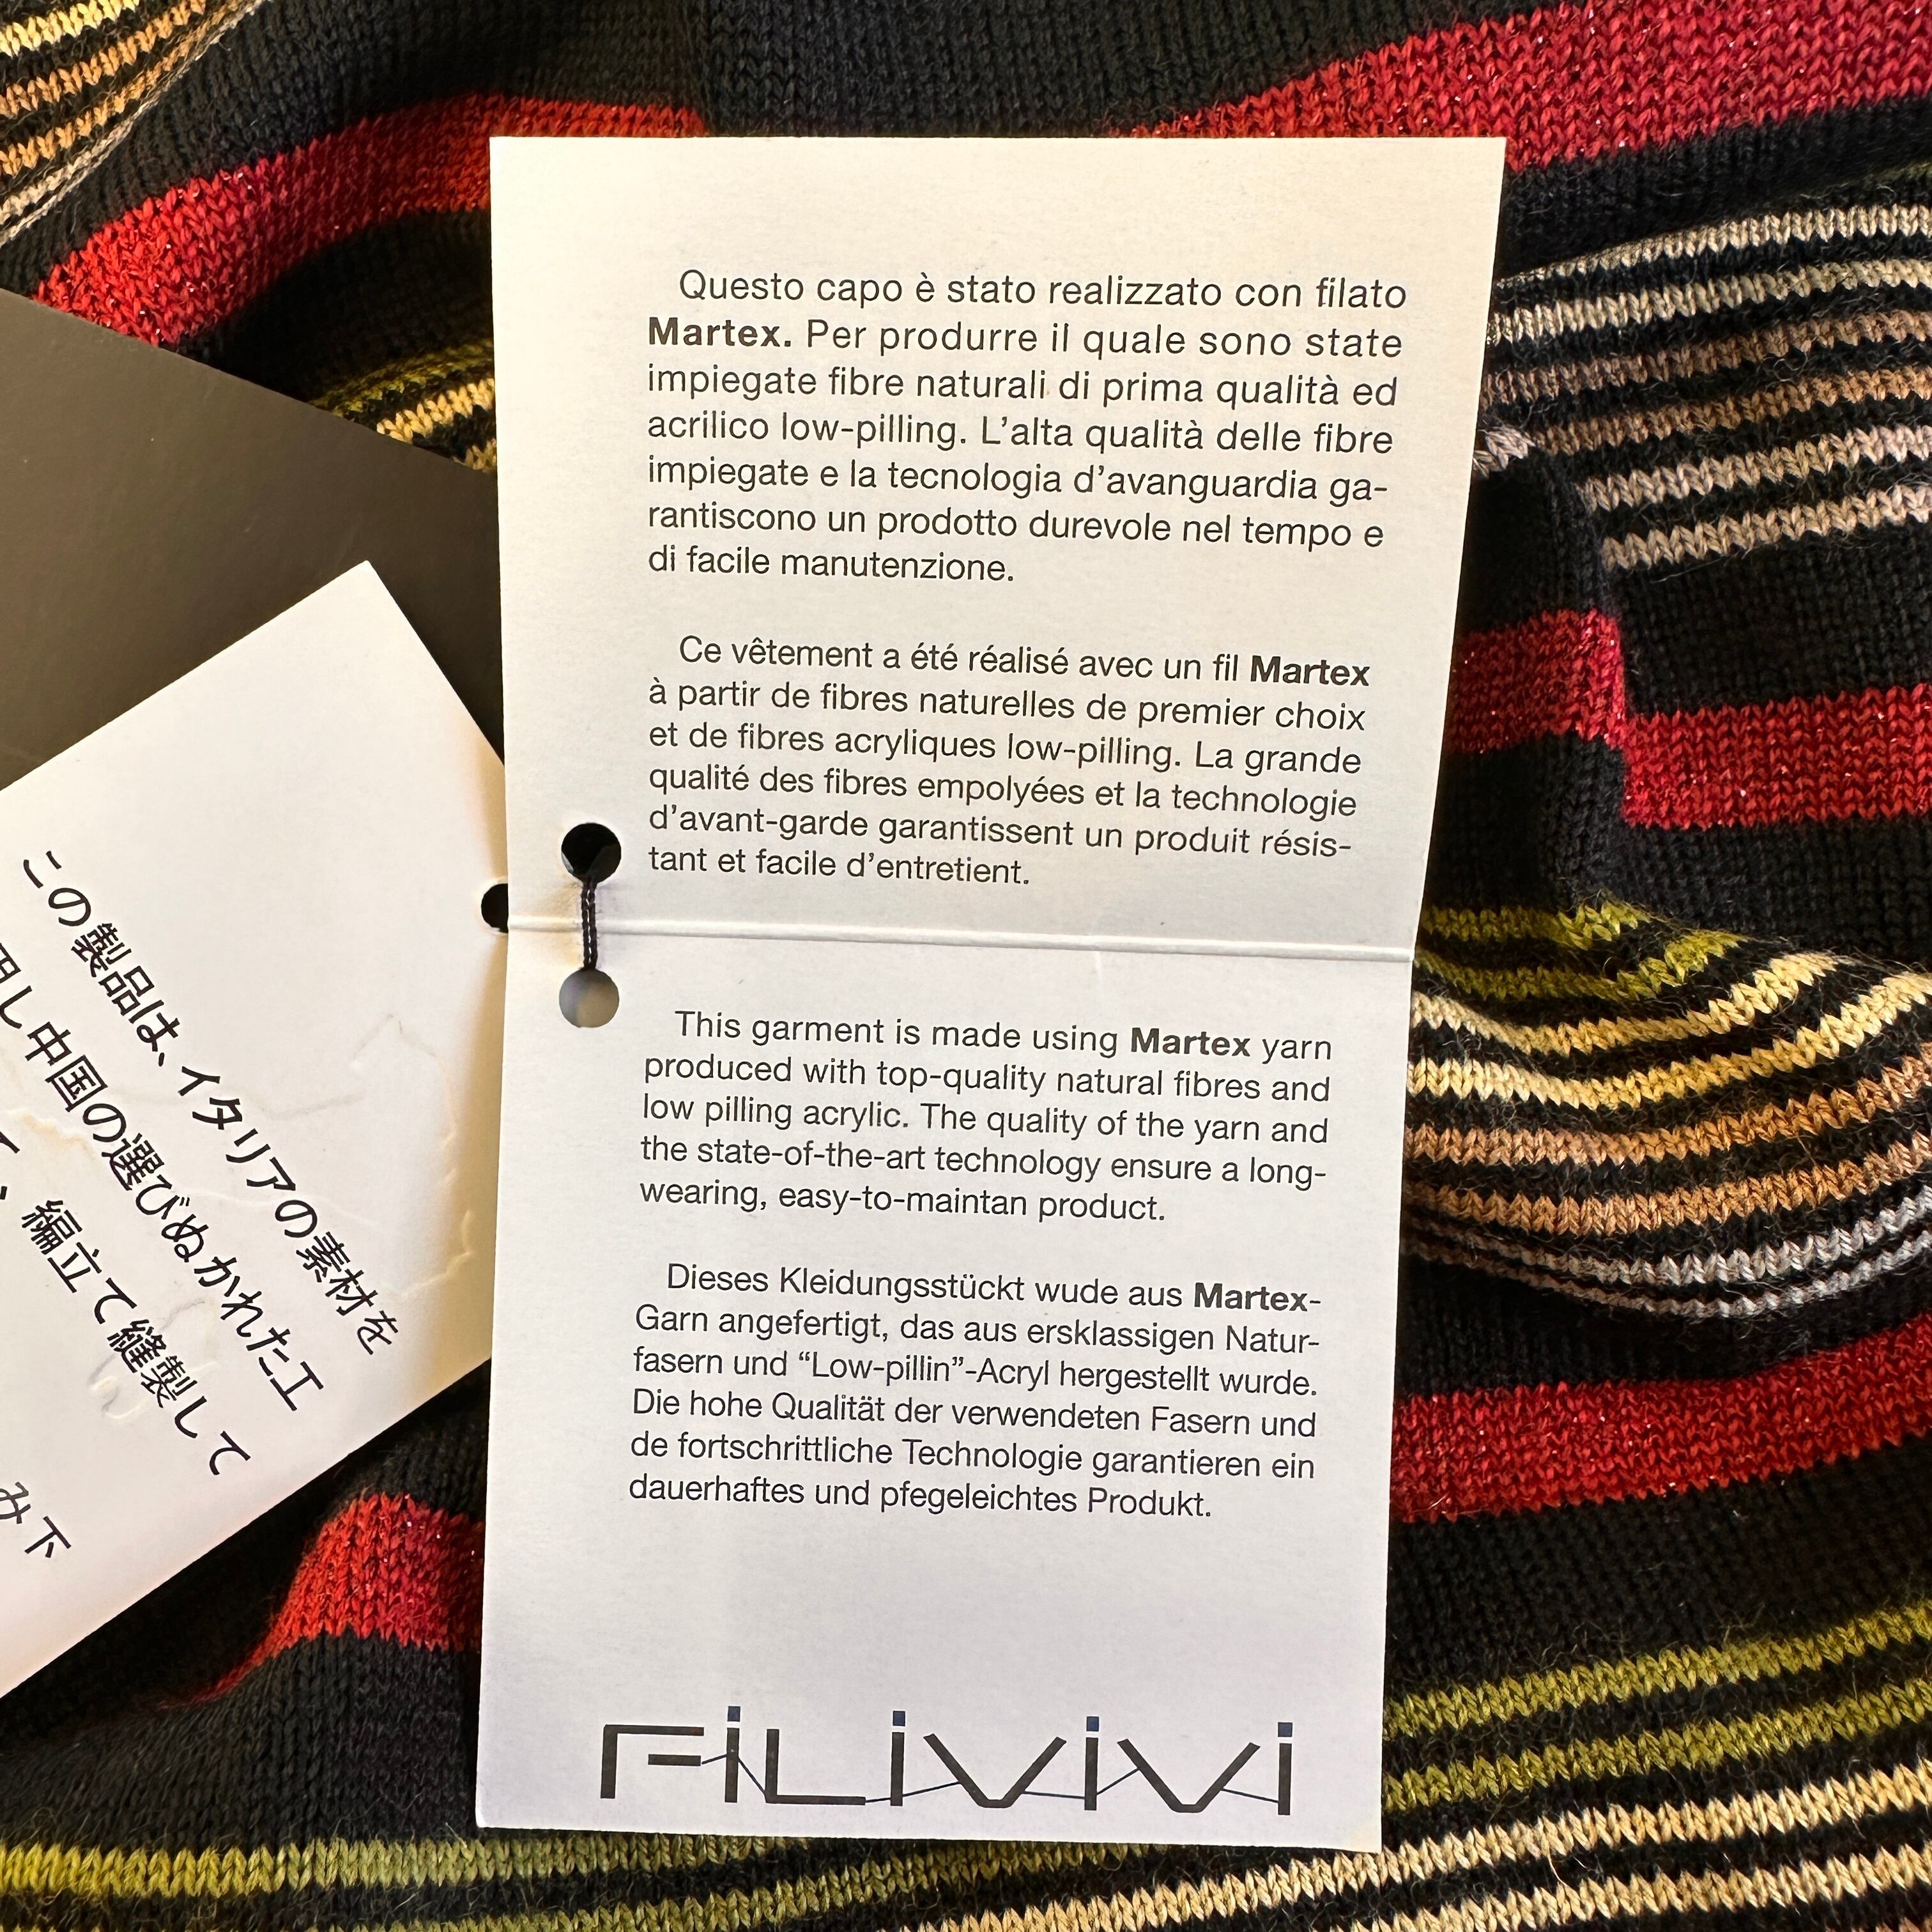 Questo capo è stato realizzato con filato
Martex. Per produrre il quale sono state
impiegate fibre naturali di prima qualità ed
acrilico low-pilling. L'alta qualità delle fibre
impiegate e la tecnologia d'avanguardia ga-
rantiscono un prodotto durevole nel tempo e
di facile manutenzione.
Ce vêtement a été réalisé avec un fil Martex
à partir de fibres naturelles de premier choix
et de fibres acryliques low-pilling. La grande
qualité des fibres empolyées et la technologie
d'avant-garde garantissent un produit résis-
tant et facile d'entretient.
This garment is made using Martex yarn
produced with top-quality natural fibres and
low pilling acrylic. The quality of the yarn and
the state-of-the-art technology ensure a long-
wearing, easy-to-maintan product.
Dieses Kleidungsstückt wude aus Martex-
Garn angefertigt, das aus ersklassigen Natur-
fasern und “Low-pillin”-Acryl hergestellt wurde.
Die hohe Qualität der verwendeten Fasern und
de fortschrittliche Technologie garantieren ein
dauerhaftes und pfegeleichtes Produkt.
FiLiViVi
この製品は、イタリアの素材を
し中国の選びぬかれた工
て、編立て縫製して
み下